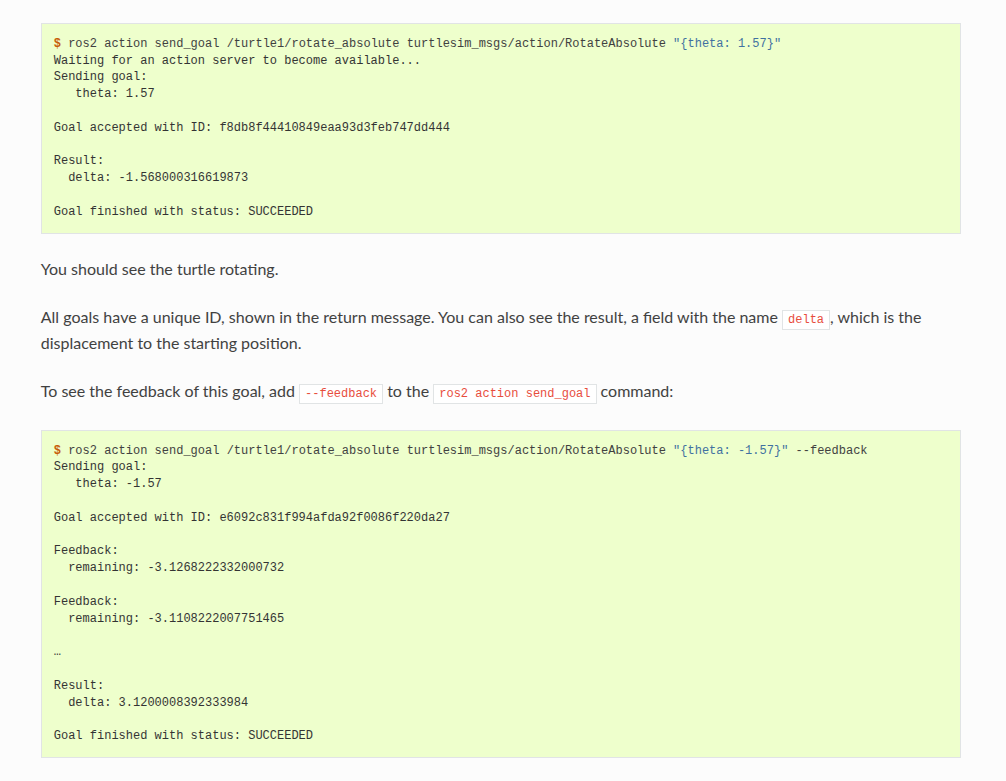 $ ros2 action send_goal /turtle1/rotate_absolute turtlesim_msgs/action/RotateAbsolute "{theta: 1.57}"
Waiting for an action server to become available...
Sending goal:
   theta: 1.57

Goal accepted with ID: f8db8f44410849eaa93d3feb747dd444

Result:
  delta: -1.568000316619873

Goal finished with status: SUCCEEDED

You should see the turtle rotating.

All goals have a unique ID, shown in the return message. You can also see the result, a field with the name delta, which is the
displacement to the starting position.

To see the feedback of this goal, add --feedback to the ros2 action send_goal command:

$ ros2 action send_goal /turtle1/rotate_absolute turtlesim_msgs/action/RotateAbsolute "{theta: -1.57}" --feedback
Sending goal:
   theta: -1.57

Goal accepted with ID: e6092c831f994afda92f0086f220da27

Feedback:
  remaining: -3.1268222332000732

Feedback:
  remaining: -3.1108222007751465

…

Result:
  delta: 3.1200008392333984

Goal finished with status: SUCCEEDED